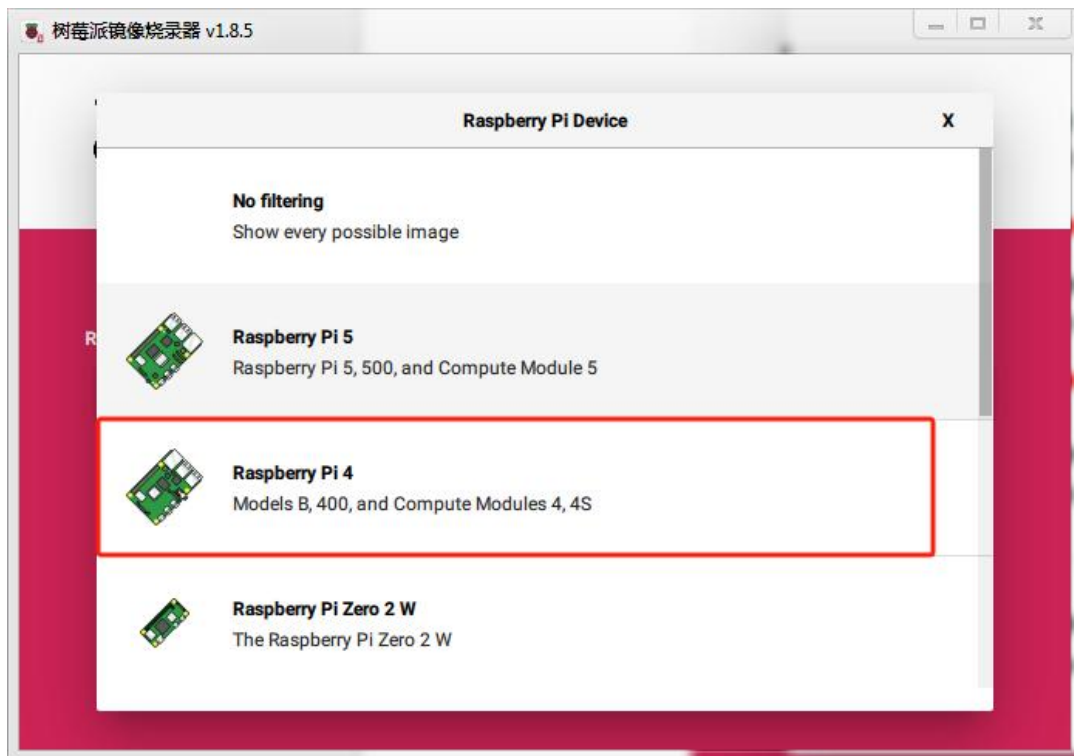 树莓派镜像烧录器 v1.8.5
Raspberry Pi Device
X
No filtering
Show every possible image
R
Raspberry Pi 5
Raspberry Pi 5, 500, and Compute Module 5
Raspberry Pi 4
Models B, 400, and Compute Modules 4, 4S
Raspberry Pi Zero 2 W
The Raspberry Pi Zero 2 W